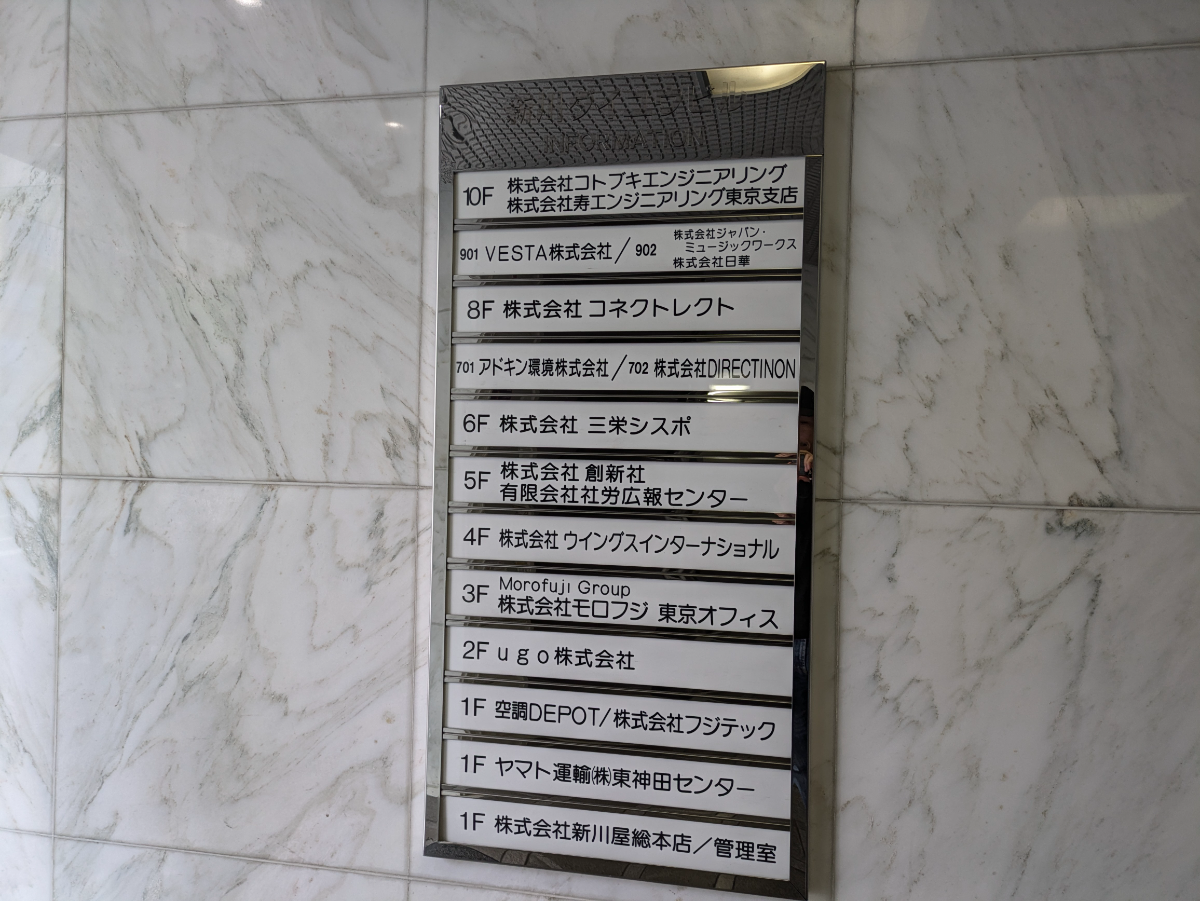 INFORMATION
10F 株式会社コトブキエンジニアリング
株式会社寿エンジニアリング東京支店
901 VESTA株式会社 / 902 株式会社ジャパン・
ミュージックワークス
株式会社日華
8F 株式会社 コネクトレクト
701 アドキン環境株式会社 / 702 株式会社DIRECTINON
6F 株式会社 三栄シスポ
5F 株式会社 創新社
有限会社社労広報センター
4F 株式会社 ウイングスインターナショナル
3F Morofuji Group
株式会社モロフジ 東京オフィス
2F ugo株式会社
1F 空調DEPOT/株式会社フジテック
1F ヤマト運輸㈱東神田センター
1F 株式会社新川屋総本店/管理室